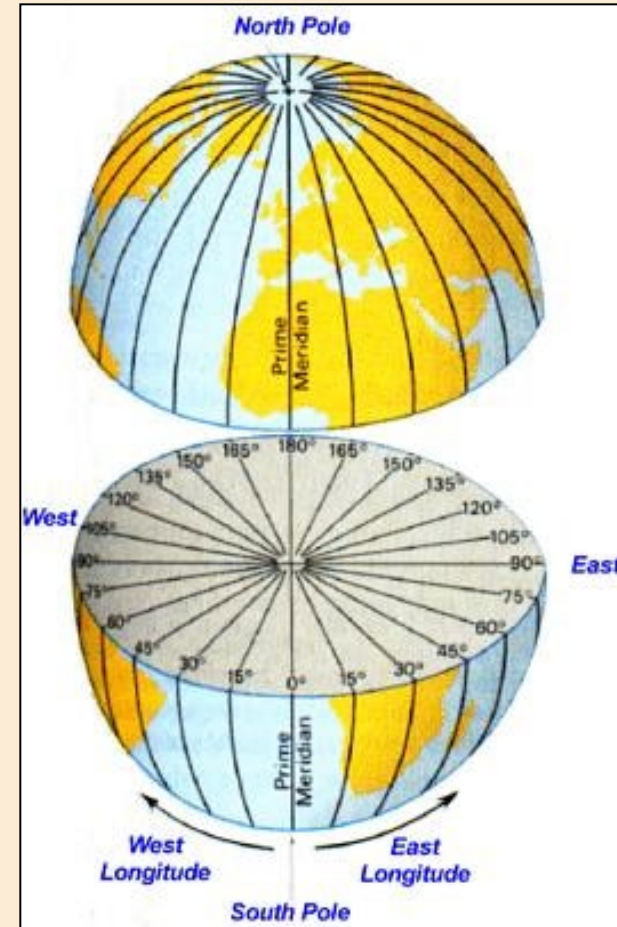 North Pole
Prime
Meridian
180°
165° 165°
150° 150°
135° 135°
120° 120°
West
105° 105°
90° 90° East
75° 75°
60° 60°
45° 45°
30° 30°
15° 0° 15°
Prime
Meridian
West
Longitude
East
Longitude
South Pole